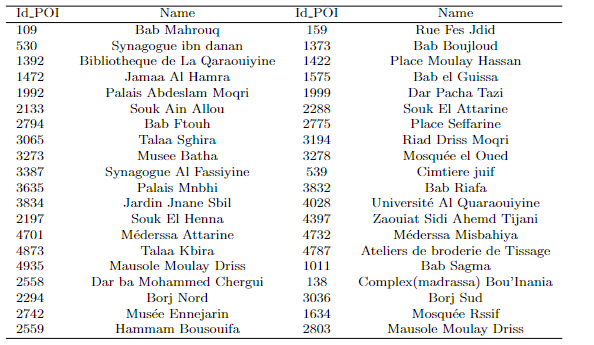 Id_POI Name Id_POI Name
109 Bab Mahrouq 159 Rue Fes Jdid
530 Synagogue ibn danan 1373 Bab Boujloud
1392 Bibliotheque de La Qaraouiyine 1422 Place Moulay Hassan
1472 Jamaa Al Hamra 1575 Bab el Guissa
1992 Palais Abdeslam Moqri 1999 Dar Pacha Tazi
2133 Souk Ain Allou 2288 Souk El Attarine
2794 Bab Ftouh 2775 Place Seffarine
3065 Talaa Sghira 3194 Riad Driss Moqri
3273 Musee Batha 3278 Mosquée el Oued
3387 Synagogue Al Fassiyine 539 Cimtiere juif
3635 Palais Mnbhi 3832 Bab Riafa
3834 Jardin Jnane Sbil 4028 Université Al Quaraouiyine
2197 Souk El Henna 4397 Zaouiat Sidi Ahemd Tijani
4701 Méderssa Attarine 4732 Méderssa Misbahiya
4873 Talaa Kbira 4787 Ateliers de broderie de Tissage
4935 Mausole Moulay Driss 1011 Bab Sagma
2558 Dar ba Mohammed Chergui 138 Complex(madrassa) Bou'Inania
2294 Borj Nord 3036 Borj Sud
2742 Musée Ennejarin 1634 Mosquée Rssif
2559 Hammam Bousouifa 2803 Mausole Moulay Driss